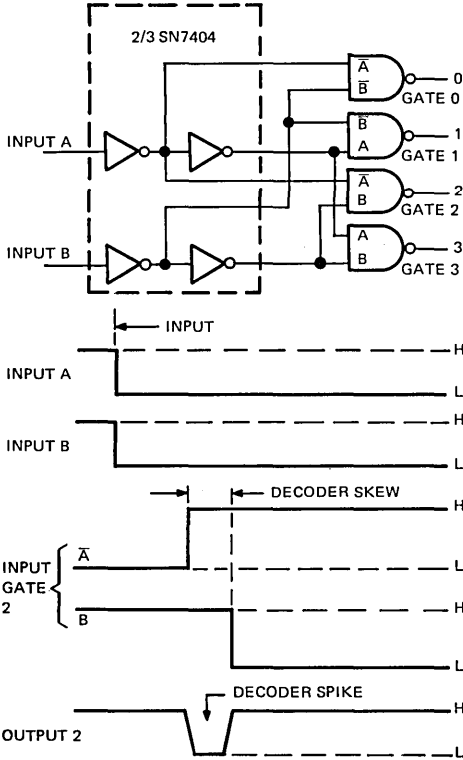 2/3 SN7404
A̅
B̅
0
GATE 0
INPUT A
B̅
A
1
GATE 1
A̅
B
2
GATE 2
INPUT B
A
B
3
GATE 3
INPUT
H
INPUT A
L
H
INPUT B
L
DECODER SKEW
H
A̅
INPUT
GATE
2
L
H
B
L
DECODER SPIKE
H
OUTPUT 2
L